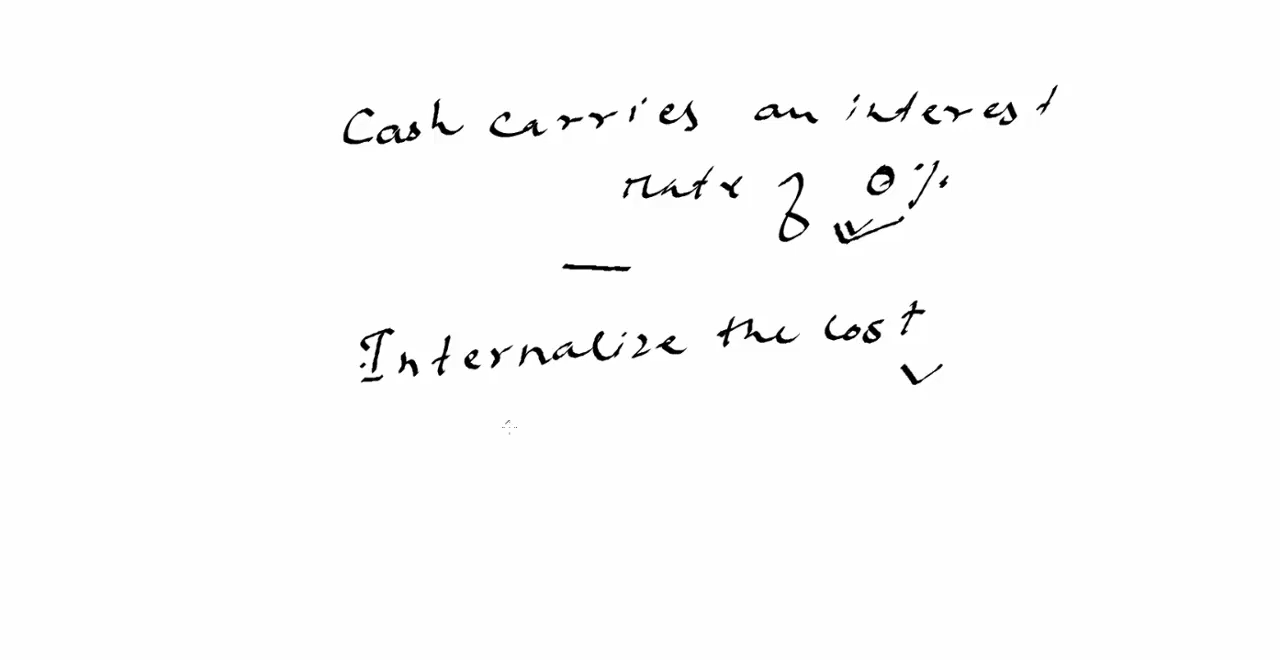 Cash carries an interest
rate of 0%
Internalize the cost